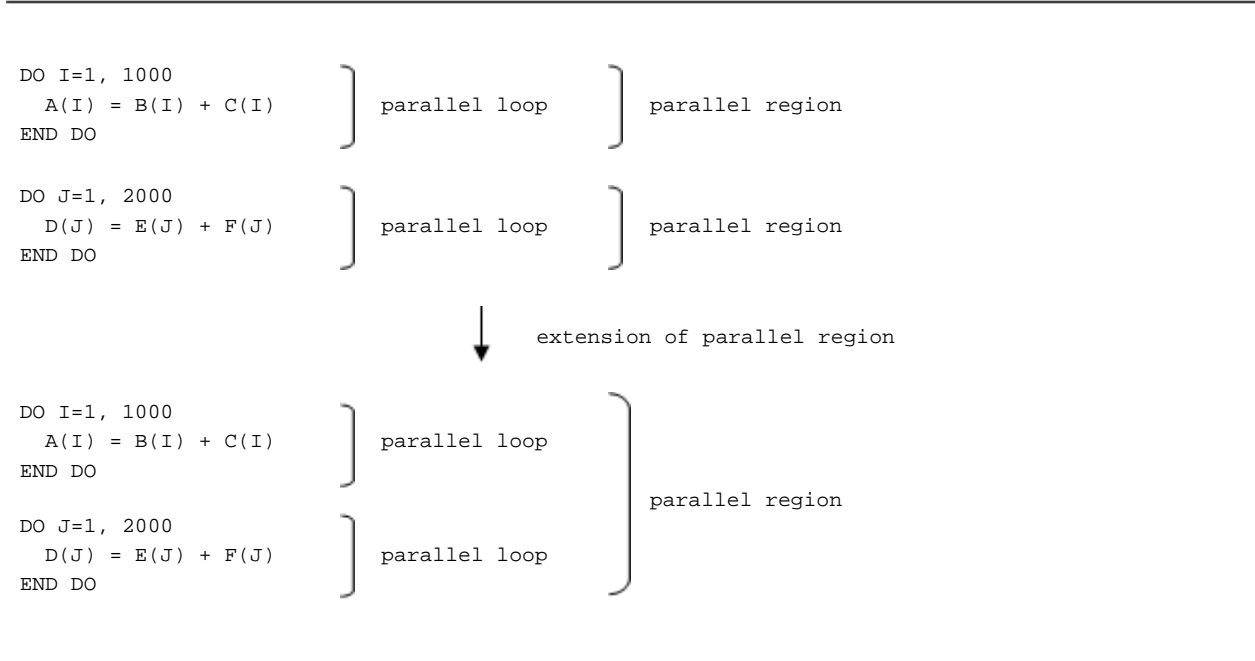 DO I=1, 1000
  A(I) = B(I) + C(I) parallel loop parallel region
END DO
DO J=1, 2000
  D(J) = E(J) + F(J) parallel loop parallel region
END DO
extension of parallel region
DO I=1, 1000
  A(I) = B(I) + C(I) parallel loop
END DO
parallel region
DO J=1, 2000
  D(J) = E(J) + F(J) parallel loop
END DO